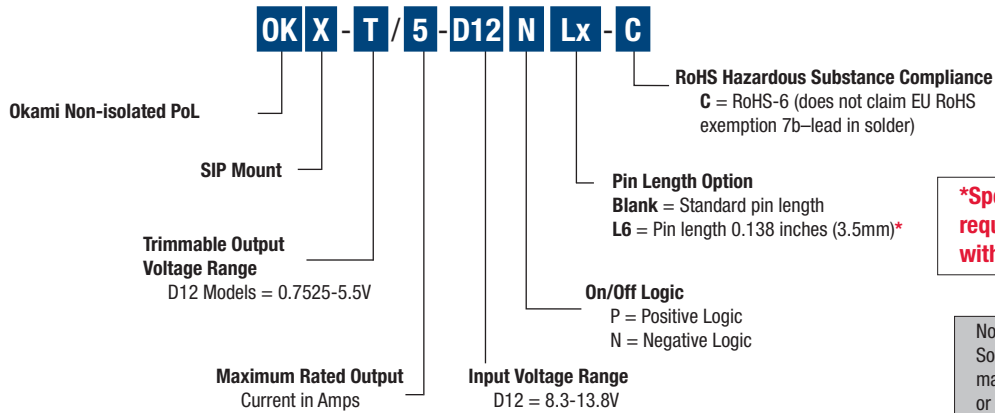 OK X - T / 5 - D12 N Lx - C
RoHS Hazardous Substance Compliance
C = RoHS-6 (does not claim EU RoHS
exemption 7b–lead in solder)
Okami Non-isolated PoL
SIP Mount
Pin Length Option
Blank = Standard pin length
L6 = Pin length 0.138 inches (3.5mm)*
Trimmable Output
Voltage Range
D12 Models = 0.7525-5.5V
On/Off Logic
P = Positive Logic
N = Negative Logic
Maximum Rated Output
Current in Amps
Input Voltage Range
D12 = 8.3-13.8V
with
or